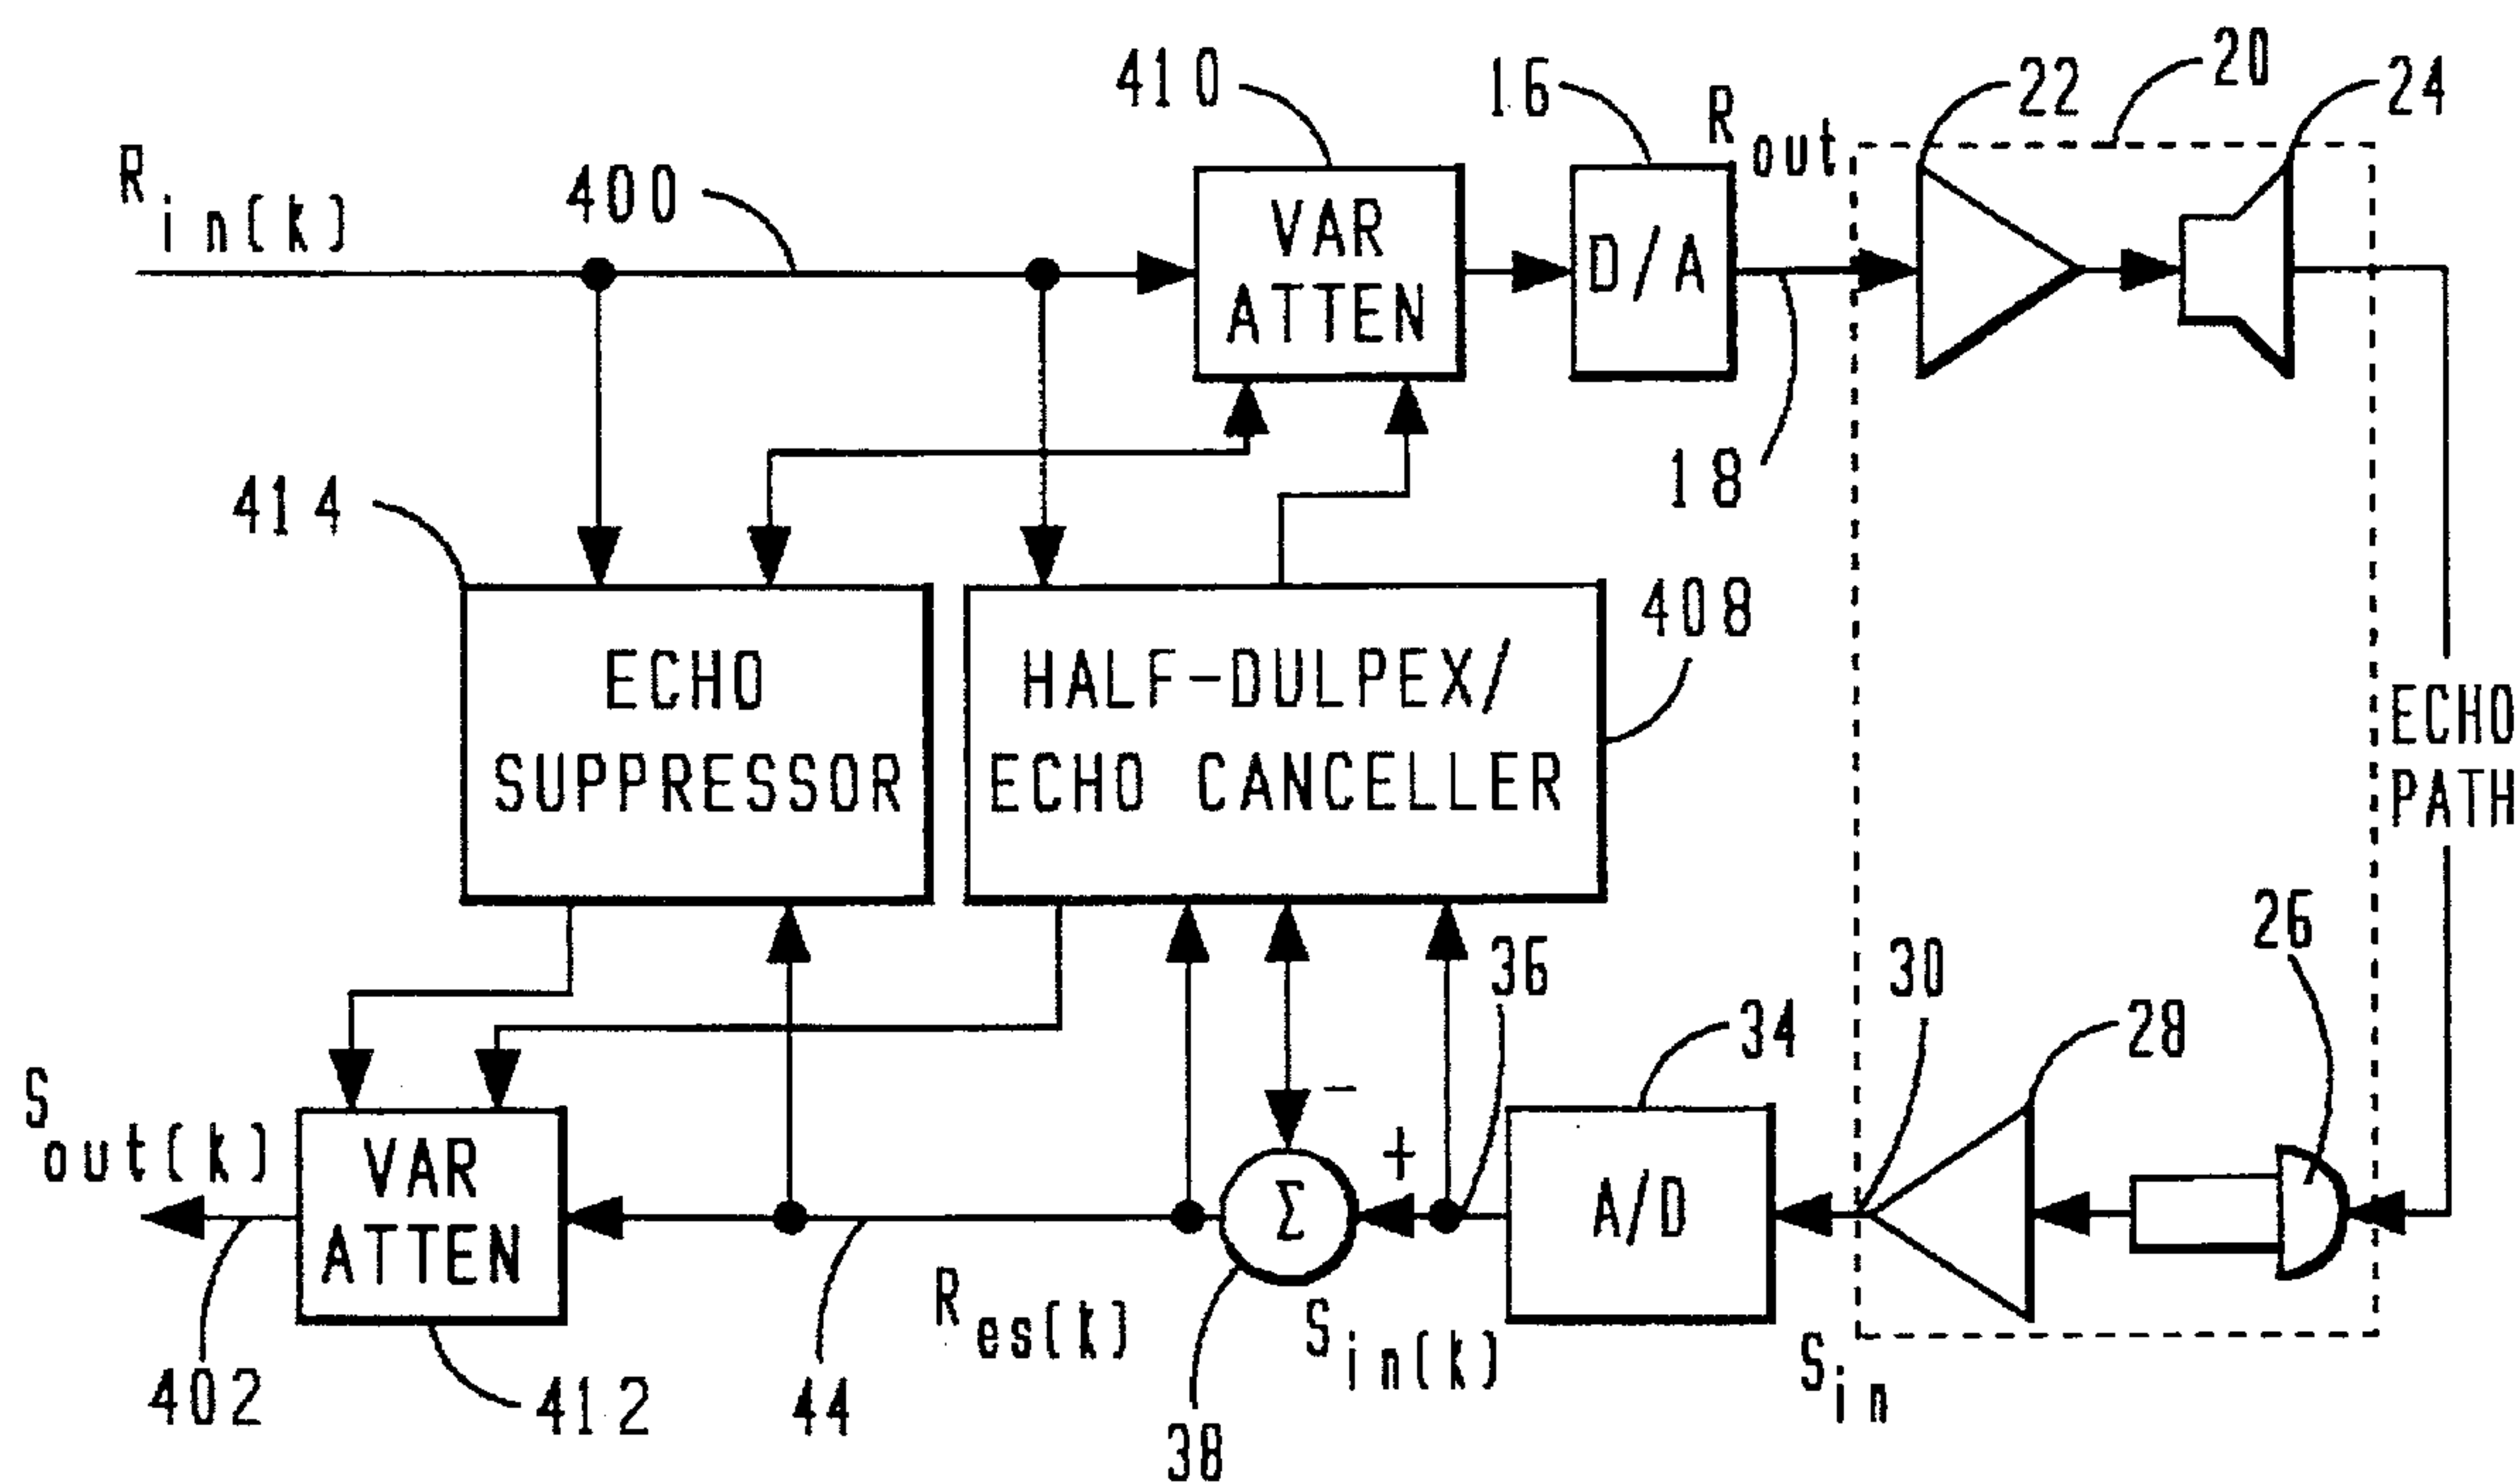 410
16
R out
22
20
24
R in(k)
400
VAR
ATTEN
D/A
18
414
408
ECHO
SUPPRESSOR
HALF-DULPEX/
ECHO CANCELLER
ECHO
PATH
36
30
26
34
28
S out(k)
VAR
ATTEN
−
+
Σ
A/D
R es(k)
S in(k)
S in
402
412
44
38